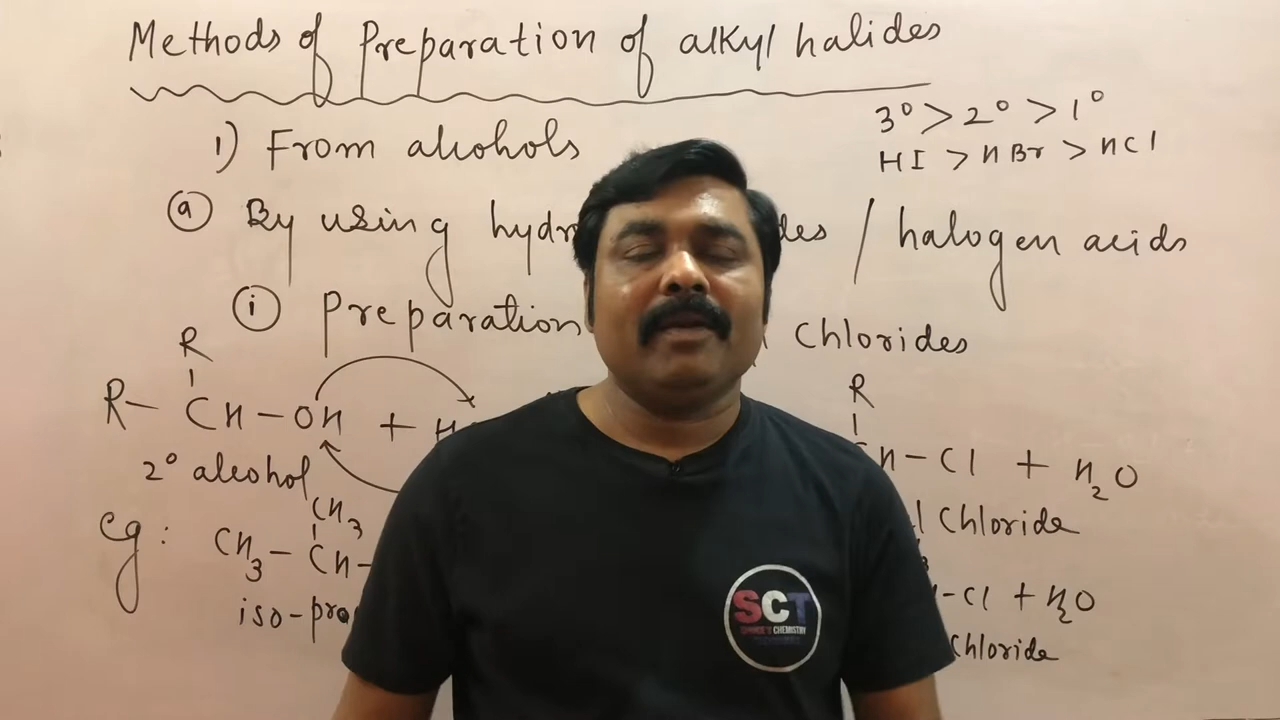 Methods of Preparation of alkyl halides
3° > 2° > 1°
HI > HBr > HCl
1) From alcohols
a By using hydr des / halogen acids
i Preparation Chlorides
R R
R– CH – OH + H H – Cl + H2O
2° alcohol l Chloride
CH3
eg: CH3 – CH – –Cl + H2O
iso-pro Chloride
SCT